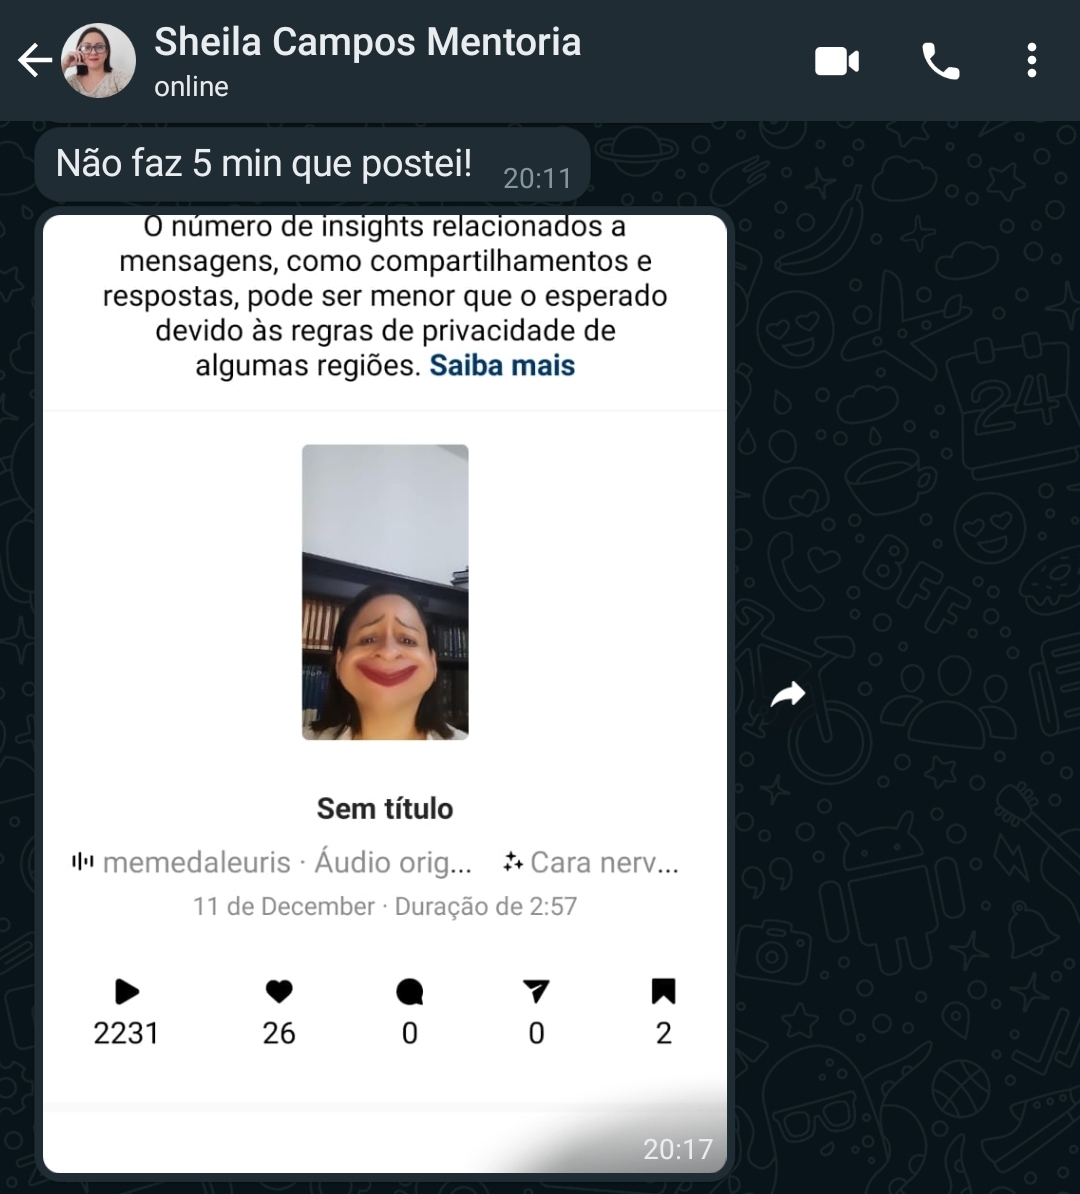 Sheila Campos Mentoria
online
Não faz 5 min que postei!
20:11
O número de insights relacionados a
mensagens, como compartilhamentos e
respostas, pode ser menor que o esperado
devido às regras de privacidade de
algumas regiões. Saiba mais
Sem título
memedaleuris · Áudio orig... Cara nerv...
11 de December · Duração de 2:57
2231 26 0 0 2
20:17